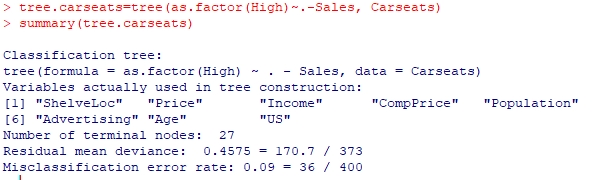 > tree.carseats=tree(as.factor(High)~.-Sales, Carseats)
> summary(tree.carseats)
Classification tree:
tree(formula = as.factor(High) ~ . - Sales, data = Carseats)
Variables actually used in tree construction:
[1] "ShelveLoc"   "Price"       "Income"      "CompPrice"   "Population"
[6] "Advertising" "Age"         "US"
Number of terminal nodes:  27
Residual mean deviance:  0.4575 = 170.7 / 373
Misclassification error rate: 0.09 = 36 / 400